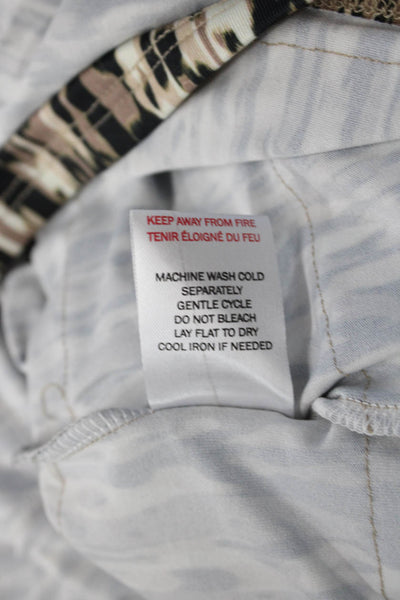 KEEP AWAY FROM FIRE
TENIR ÉLOIGNÉ DU FEU
MACHINE WASH COLD
SEPARATELY
GENTLE CYCLE
DO NOT BLEACH
LAY FLAT TO DRY
COOL IRON IF NEEDED